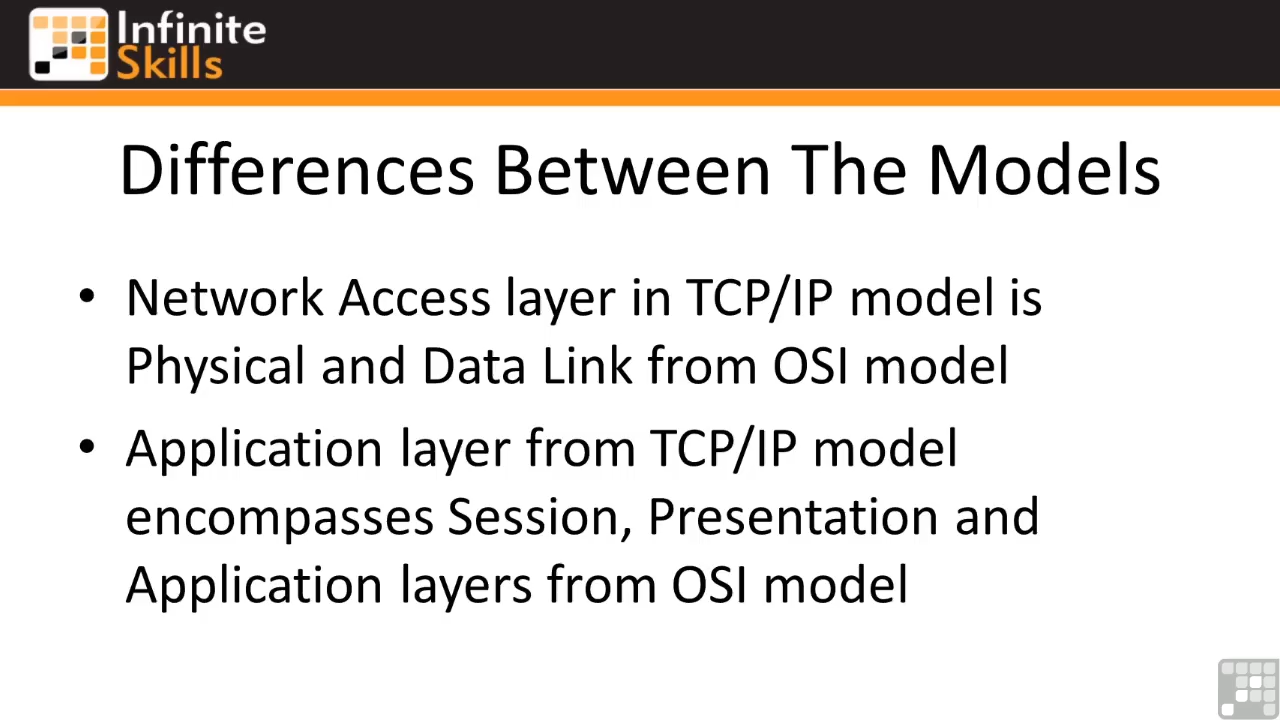 Infinite
Skills
Differences Between The Models
• Network Access layer in TCP/IP model is
Physical and Data Link from OSI model
• Application layer from TCP/IP model
encompasses Session, Presentation and
Application layers from OSI model